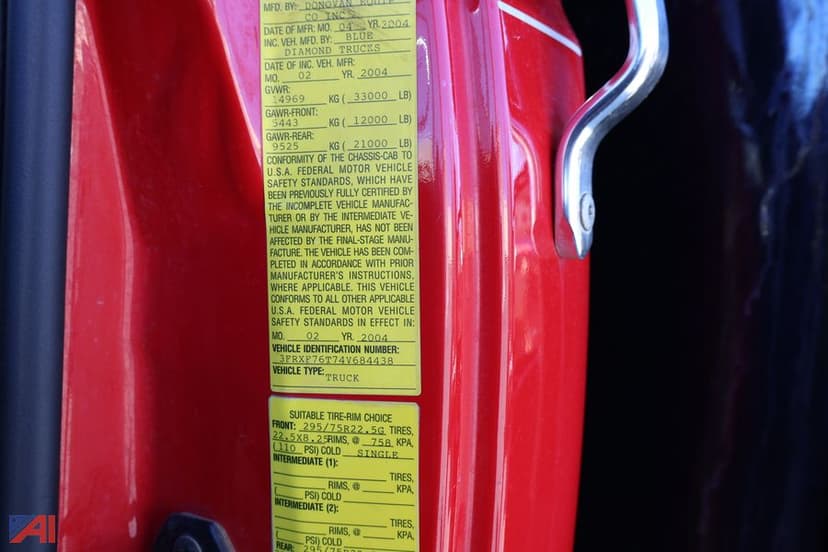 MFD. BY: DONOVAN EQUIP
CO INC
DATE OF MFR: MO. 04 YR. 2004
INC. VEH. MFD. BY: BLUE
DIAMOND TRUCKS
DATE OF INC. VEH. MFR:
MO. 02 YR. 2004
GVWR:
14969 KG ( 33000 LB)
GAWR-FRONT:
5443 KG ( 12000 LB)
GAWR-REAR:
9525 KG ( 21000 LB)
CONFORMITY OF THE CHASSIS-CAB TO
U.S.A. FEDERAL MOTOR VEHICLE
SAFETY STANDARDS, WHICH HAVE
BEEN PREVIOUSLY FULLY CERTIFIED BY
THE INCOMPLETE VEHICLE MANUFAC-
TURER OR BY THE INTERMEDIATE VE-
HICLE MANUFACTURER, HAS NOT BEEN
AFFECTED BY THE FINAL-STAGE MANU-
FACTURE. THE VEHICLE HAS BEEN COM-
PLETED IN ACCORDANCE WITH PRIOR
MANUFACTURER'S INSTRUCTIONS,
WHERE APPLICABLE. THIS VEHICLE
CONFORMS TO ALL OTHER APPLICABLE
U.S.A. FEDERAL MOTOR VEHICLE
SAFETY STANDARDS IN EFFECT IN:
MO. 02 YR. 2004
VEHICLE IDENTIFICATION NUMBER:
3FRXF76T74V684438
VEHICLE TYPE: TRUCK
SUITABLE TIRE-RIM CHOICE
FRONT: 295/75R22.5G TIRES,
22.5X8.25 RIMS, @ 758 KPA,
( 110 PSI) COLD SINGLE
INTERMEDIATE (1):
TIRES,
RIMS, @ KPA,
( PSI) COLD
INTERMEDIATE (2):
TIRES,
RIMS, @ KPA,
( PSI) COLD
REAR: 295/75R22
AI